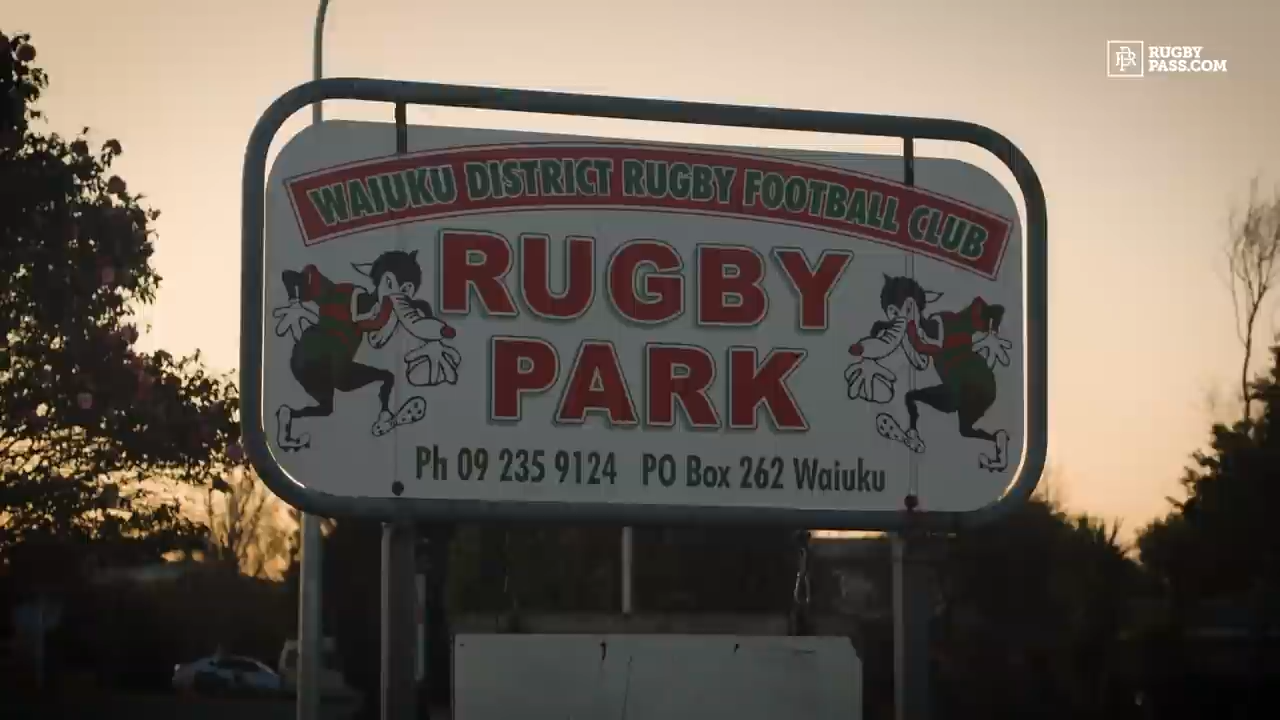 RUGBY
PASS.COM
WAIUKU DISTRICT RUGBY FOOTBALL CLUB
RUGBY
PARK
Ph 09 235 9124 PO Box 262 Waiuku